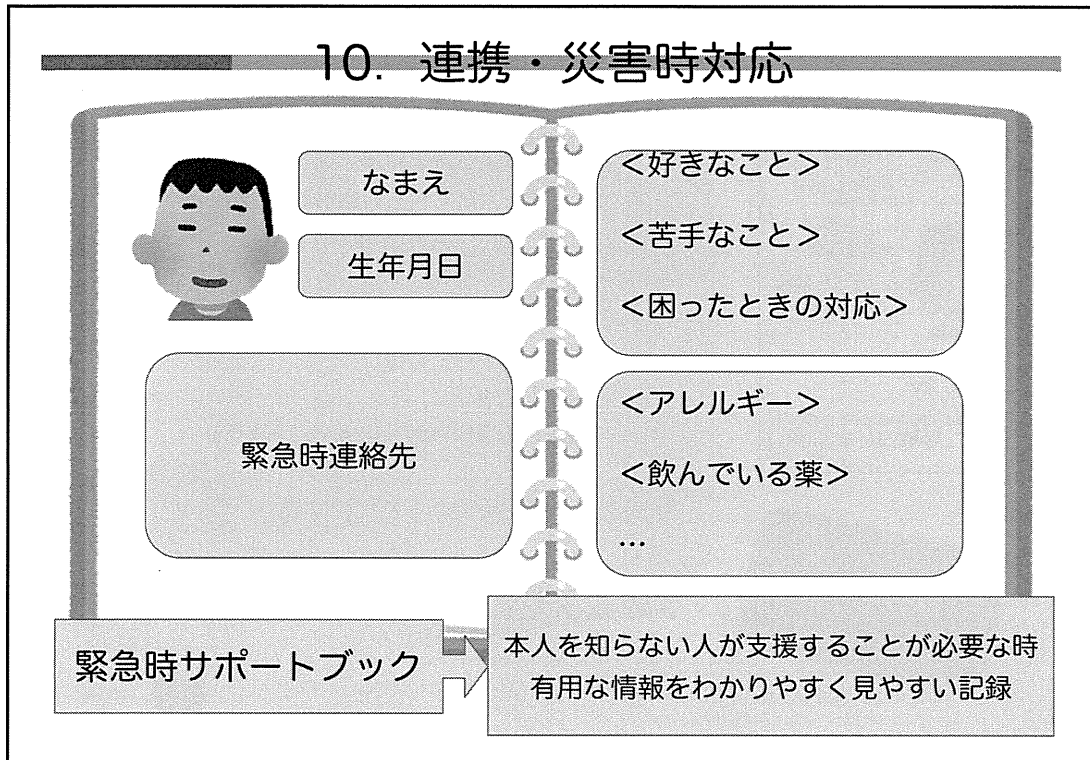 10. 連携・災害時対応
なまえ
生年月日
緊急時連絡先
<好きなこと>
<苦手なこと>
<困ったときの対応>
<アレルギー>
<飲んでいる薬>
…
緊急時サポートブック
本人を知らない人が支援することが必要な時
有用な情報をわかりやすく見やすい記録